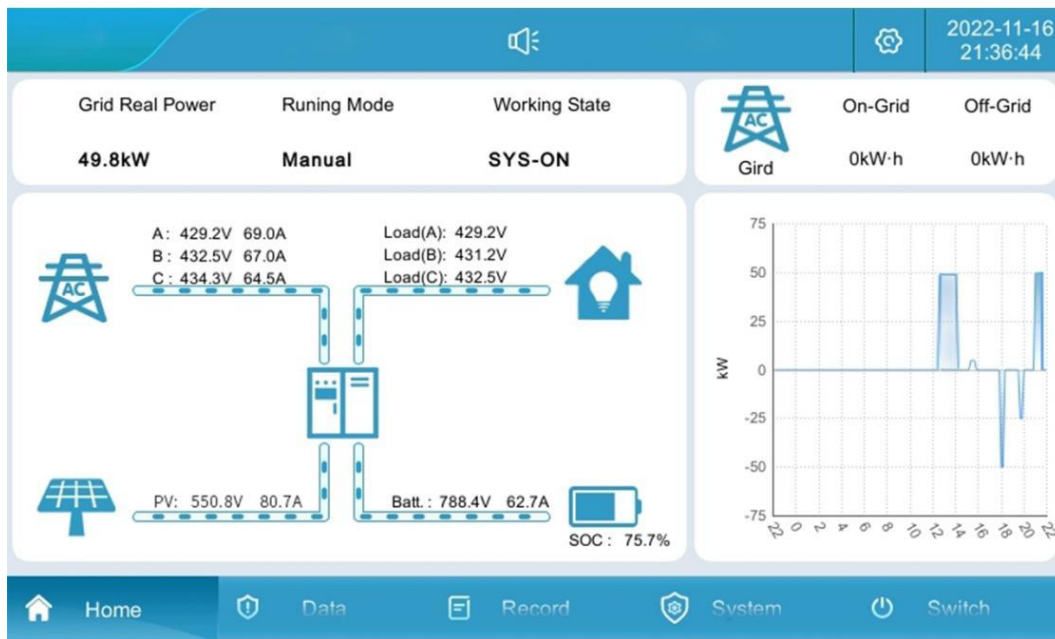 2022-11-16
21:36:44
Grid Real Power Runing Mode Working State
49.8kW Manual SYS-ON
AC
Gird
On-Grid Off-Grid
0kW·h 0kW·h
A: 429.2V 69.0A
B: 432.5V 67.0A
C: 434.3V 64.5A
Load(A): 429.2V
Load(B): 431.2V
Load(C): 432.5V
AC
PV: 550.8V 80.7A
Batt.: 788.4V 62.7A
SOC: 75.7%
kW
75
50
25
0
-25
-50
-75
22 0 2 4 6 8 10 12 14 16 18 20 22
Home Data Record System Switch